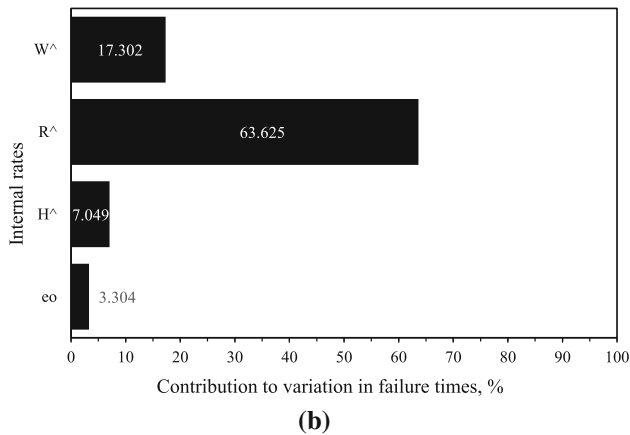 W^
17.302
R^
63.625
H^
7.049
eo
3.304
Internal rates
0 10 20 30 40 50 60 70 80 90 100
Contribution to variation in failure times, %
(b)